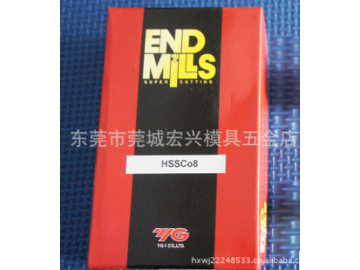 END
MILLS
SUPER CUTTING
东莞市莞城宏兴模具五金店
HSSCo8
YG
YG-1 CO.,LTD.
hxwj22248533.cn.alibaba.com